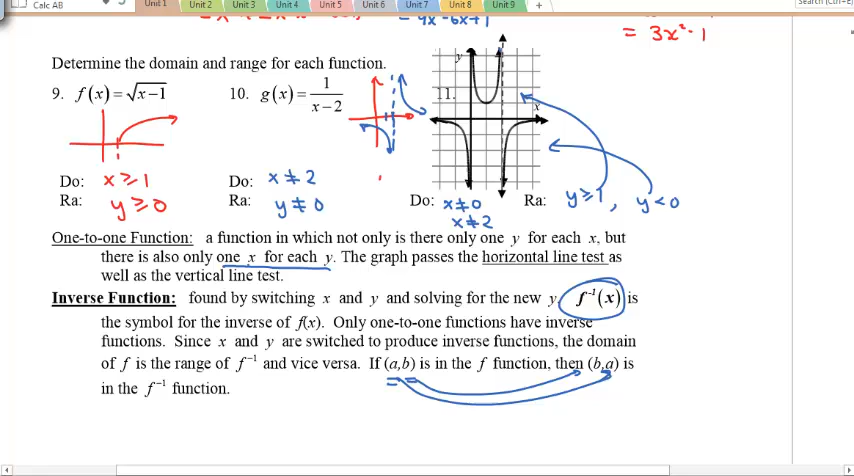 Calc AB Unit 1 Unit 2 Unit 3 Unit 4 Unit 5 Unit 6 Unit 7 Unit 8 Unit 9 + Search (Ctrl+E)
= 4x - 6x + 1
= 3x² - 1
Determine the domain and range for each function.
9. f(x) = √x−1 10. g(x) = 1/(x−2) 11. y x
Do: x ≥ 1 Do: x ≠ 2 Do: x ≠ 0 x ≠ 2
Ra: y ≥ 0 Ra: y ≠ 0 Ra: y ≥ 1, y < 0
One-to-one Function: a function in which not only is there only one y for each x, but
there is also only one x for each y. The graph passes the horizontal line test as
well as the vertical line test.
Inverse Function: found by switching x and y and solving for the new y. f⁻¹(x) is
the symbol for the inverse of f(x). Only one-to-one functions have inverse
functions. Since x and y are switched to produce inverse functions, the domain
of f is the range of f⁻¹ and vice versa. If (a,b) is in the f function, then (b,a) is
in the f⁻¹ function.